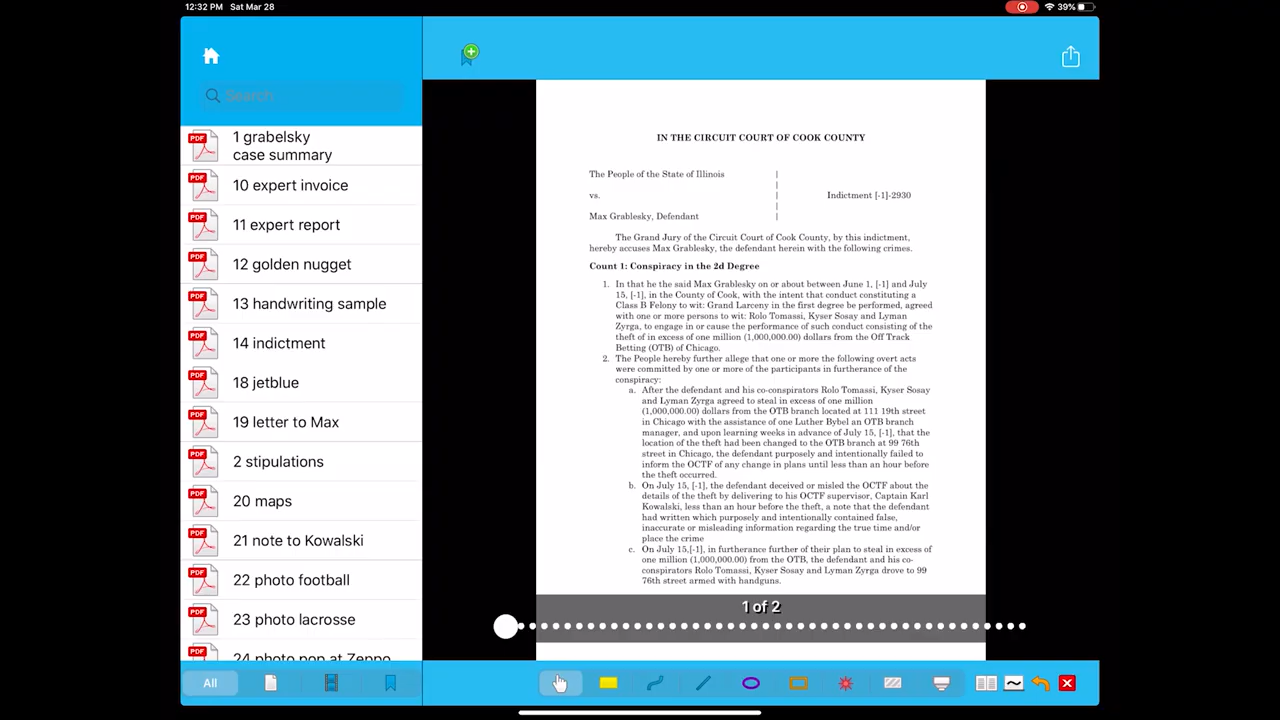 12:32 PM Sat Mar 28
39%
Search
1 grabelsky
case summary
10 expert invoice
11 expert report
12 golden nugget
13 handwriting sample
14 indictment
18 jetblue
19 letter to Max
2 stipulations
20 maps
21 note to Kowalski
22 photo football
23 photo lacrosse
24 photo pop at Zeppo
All
IN THE CIRCUIT COURT OF COOK COUNTY
The People of the State of Illinois
vs.
Indictment [-1]-2930
Max Grablesky, Defendant
The Grand Jury of the Circuit Court of Cook County, by this indictment,
hereby accuses Max Grablesky, the defendant herein with the following crimes.
Count 1: Conspiracy in the 2d Degree
1. In that he the said Max Grablesky on or about between June 1, [-1] and July
15, [-1], in the County of Cook, with the intent that conduct constituting a
Class B Felony to wit: Grand Larceny in the first degree be performed, agreed
with one or more persons to wit: Rolo Tomassi, Kyser Sosay and Lyman
Zyrga, to engage in or cause the performance of such conduct consisting of the
theft of in excess of one million (1,000,000.00) dollars from the Off Track
Betting (OTB) of Chicago.
2. The People hereby further allege that one or more the following overt acts
were committed by one or more of the participants in furtherance of the
conspiracy:
a. After the defendant and his co-conspirators Rolo Tomassi, Kyser Sosay
and Lyman Zyrga agreed to steal in excess of one million
(1,000,000.00) dollars from the OTB branch located at 111 19th street
in Chicago with the assistance of one Luther Bybel an OTB branch
manager, and upon learning weeks in advance of July 15, [-1], that the
location of the theft had been changed to the OTB branch at 99 76th
street in Chicago, the defendant purposely and intentionally failed to
inform the OCTF of any change in plans until less than an hour before
the theft occurred.
b. On July 15, [-1], the defendant deceived or misled the OCTF about the
details of the theft by delivering to his OCTF supervisor, Captain Karl
Kowalski, less than an hour before the theft, a note that the defendant
had written which purposely and intentionally contained false,
inaccurate or misleading information regarding the true time and/or
place the crime
c. On July 15,[-1], in furtherance further of their plan to steal in excess of
one million (1,000,000.00) from the OTB, the defendant and his co-
conspirators Rolo Tomassi, Kyser Sosay and Lyman Zyrga drove to 99
76th street armed with handguns.
1 of 2